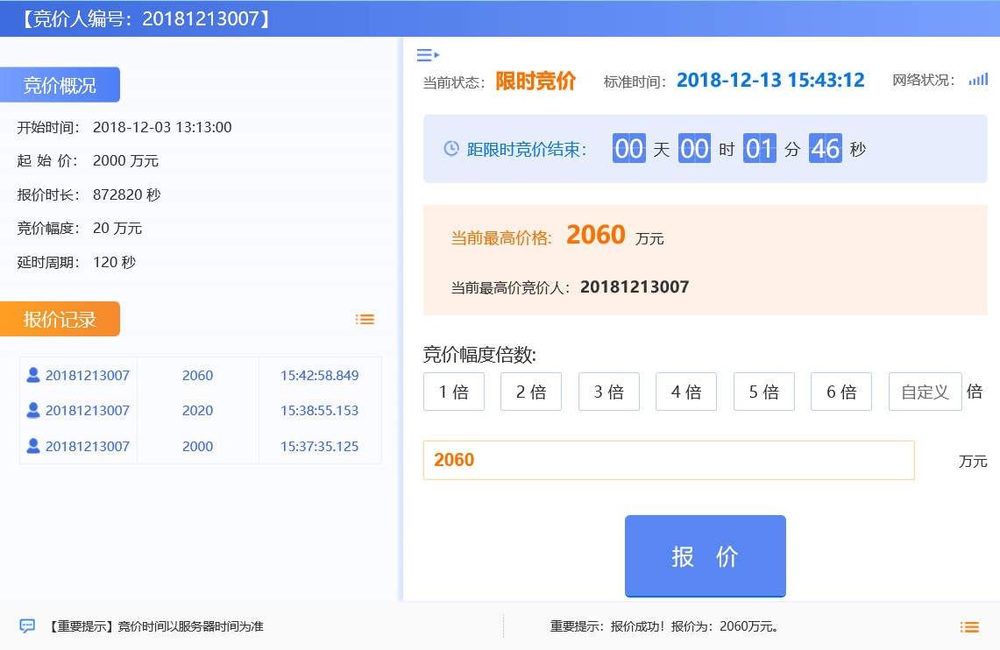 【竞价人编号：20181213007】
竞价概况
开始时间： 2018-12-03 13:13:00
起 始 价： 2000 万元
报价时长： 872820 秒
竞价幅度： 20 万元
延时周期： 120 秒
报价记录
20181213007 2060 15:42:58.849
20181213007 2020 15:38:55.153
20181213007 2000 15:37:35.125
当前状态： 限时竞价 标准时间： 2018-12-13 15:43:12 网络状况：
距限时竞价结束： 00 天 00 时 01 分 46 秒
当前最高价格: 2060 万元
当前最高价竞价人： 20181213007
竞价幅度倍数:
1 倍 2 倍 3 倍 4 倍 5 倍 6 倍 自定义 倍
2060 万元
报 价
【重要提示】竞价时间以服务器时间为准
重要提示：报价成功！报价为：2060万元。